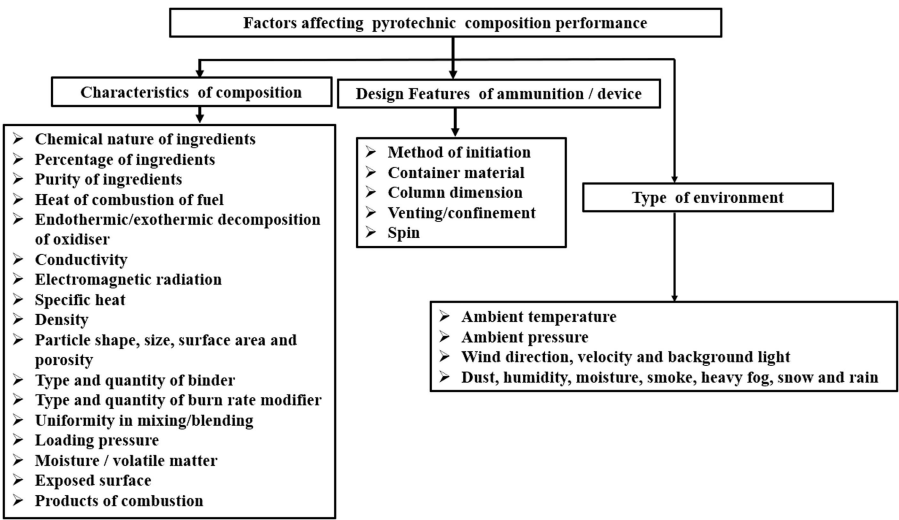 Factors affecting pyrotechnic composition performance
Characteristics of composition
Chemical nature of ingredients
Percentage of ingredients
Purity of ingredients
Heat of combustion of fuel
Endothermic/exothermic decomposition
of oxidiser
Conductivity
Electromagnetic radiation
Specific heat
Density
Particle shape, size, surface area and
porosity
Type and quantity of binder
Type and quantity of burn rate modifier
Uniformity in mixing/blending
Loading pressure
Moisture / volatile matter
Exposed surface
Products of combustion
Design Features of ammunition / device
Method of initiation
Container material
Column dimension
Venting/confinement
Spin
Type of environment
Ambient temperature
Ambient pressure
Wind direction, velocity and background light
Dust, humidity, moisture, smoke, heavy fog, snow and rain